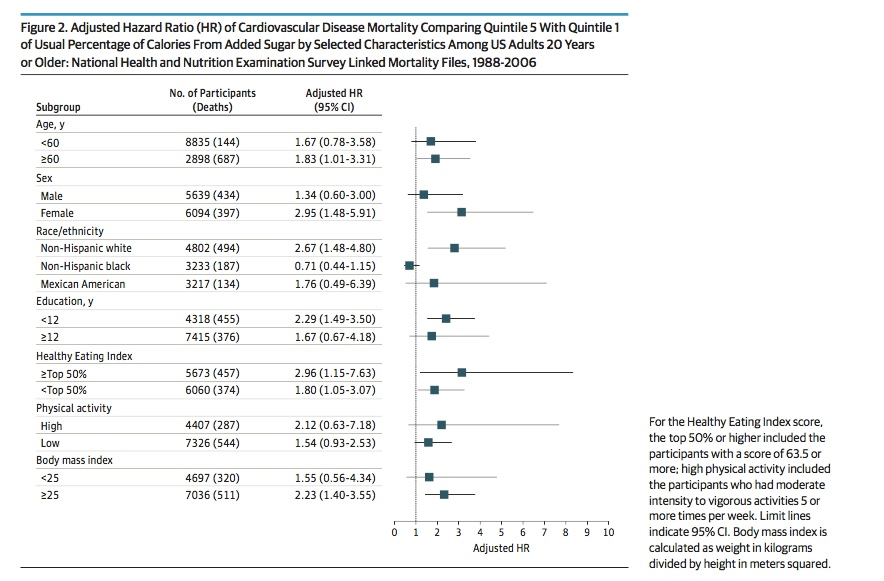 Figure 2. Adjusted Hazard Ratio (HR) of Cardiovascular Disease Mortality Comparing Quintile 5 With Quintile 1
of Usual Percentage of Calories From Added Sugar by Selected Characteristics Among US Adults 20 Years
or Older: National Health and Nutrition Examination Survey Linked Mortality Files, 1988-2006
Subgroup No. of Participants (Deaths) Adjusted HR (95% CI)
Age, y
<60 8835 (144) 1.67 (0.78-3.58)
≥60 2898 (687) 1.83 (1.01-3.31)
Sex
Male 5639 (434) 1.34 (0.60-3.00)
Female 6094 (397) 2.95 (1.48-5.91)
Race/ethnicity
Non-Hispanic white 4802 (494) 2.67 (1.48-4.80)
Non-Hispanic black 3233 (187) 0.71 (0.44-1.15)
Mexican American 3217 (134) 1.76 (0.49-6.39)
Education, y
<12 4318 (455) 2.29 (1.49-3.50)
≥12 7415 (376) 1.67 (0.67-4.18)
Healthy Eating Index
≥Top 50% 5673 (457) 2.96 (1.15-7.63)
<Top 50% 6060 (374) 1.80 (1.05-3.07)
Physical activity
High 4407 (287) 2.12 (0.63-7.18)
Low 7326 (544) 1.54 (0.93-2.53)
Body mass index
<25 4697 (320) 1.55 (0.56-4.34)
≥25 7036 (511) 2.23 (1.40-3.55)
0 1 2 3 4 5 6 7 8 9 10
Adjusted HR
For the Healthy Eating Index score,
the top 50% or higher included the
participants with a score of 63.5 or
more; high physical activity included
the participants who had moderate
intensity to vigorous activities 5 or
more times per week. Limit lines
indicate 95% CI. Body mass index is
calculated as weight in kilograms
divided by height in meters squared.